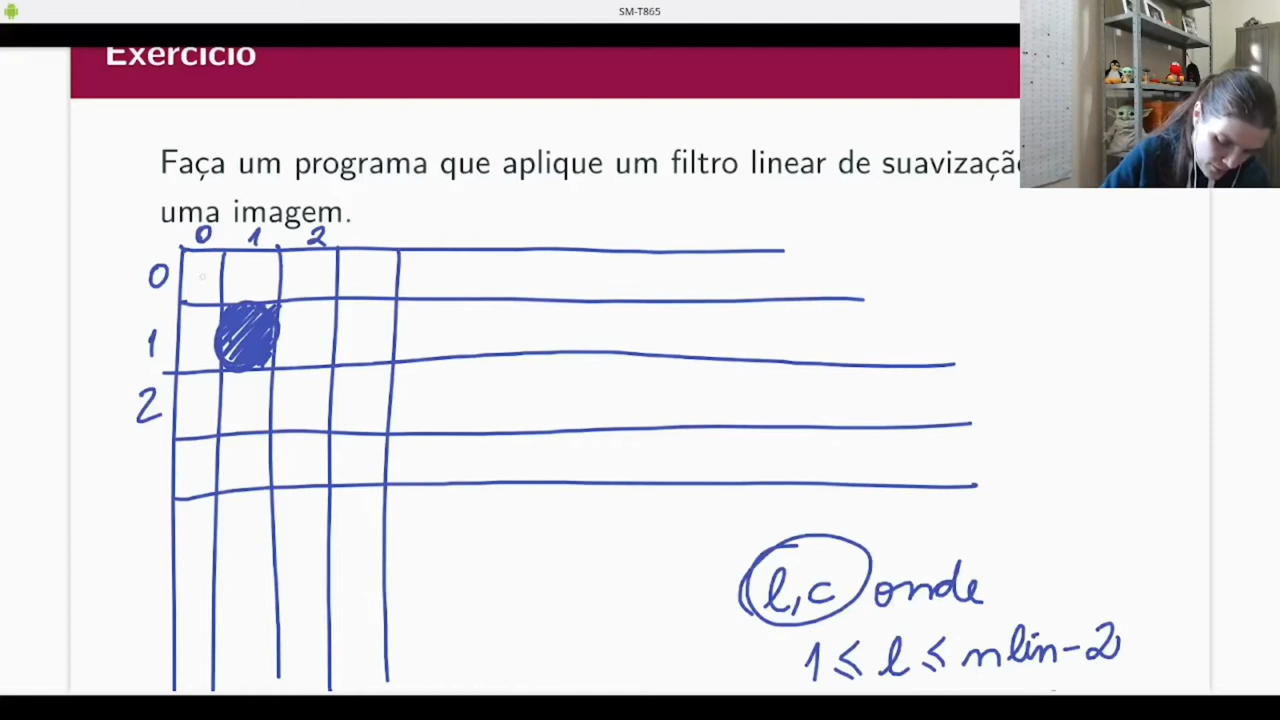 SM-T865
Exercício
Faça um programa que aplique um filtro linear de suavização
uma imagem.
0 1 2
0
1
2
l,c onde
1 ≤ l ≤ nlin-2